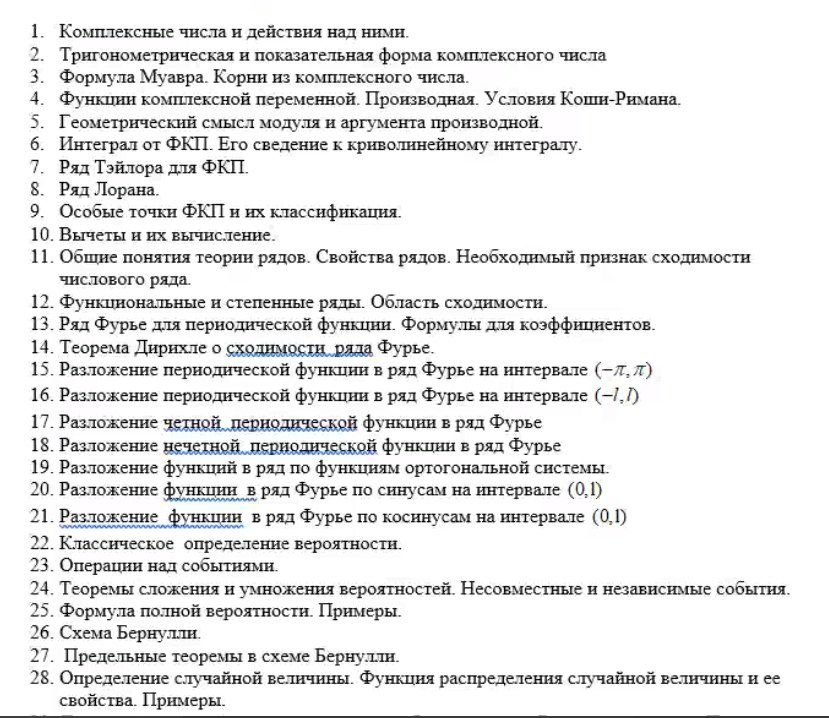 1. Комплексные числа и действия над ними.
2. Тригонометрическая и показательная форма комплексного числа
3. Формула Муавра. Корни из комплексного числа.
4. Функции комплексной переменной. Производная. Условия Коши-Римана.
5. Геометрический смысл модуля и аргумента производной.
6. Интеграл от ФКП. Его сведение к криволинейному интегралу.
7. Ряд Тэйлора для ФКП.
8. Ряд Лорана.
9. Особые точки ФКП и их классификация.
10. Вычеты и их вычисление.
11. Общие понятия теории рядов. Свойства рядов. Необходимый признак сходимости
числового ряда.
12. Функциональные и степенные ряды. Область сходимости.
13. Ряд Фурье для периодической функции. Формулы для коэффициентов.
14. Теорема Дирихле о сходимости ряда Фурье.
15. Разложение периодической функции в ряд Фурье на интервале (−π, π)
16. Разложение периодической функции в ряд Фурье на интервале (−l, l)
17. Разложение четной периодической функции в ряд Фурье
18. Разложение нечетной периодической функции в ряд Фурье
19. Разложение функций в ряд по функциям ортогональной системы.
20. Разложение функции в ряд Фурье по синусам на интервале (0,1)
21. Разложение функции в ряд Фурье по косинусам на интервале (0,1)
22. Классическое определение вероятности.
23. Операции над событиями.
24. Теоремы сложения и умножения вероятностей. Несовместные и независимые события.
25. Формула полной вероятности. Примеры.
26. Схема Бернулли.
27. Предельные теоремы в схеме Бернулли.
28. Определение случайной величины. Функция распределения случайной величины и ее
свойства. Примеры.